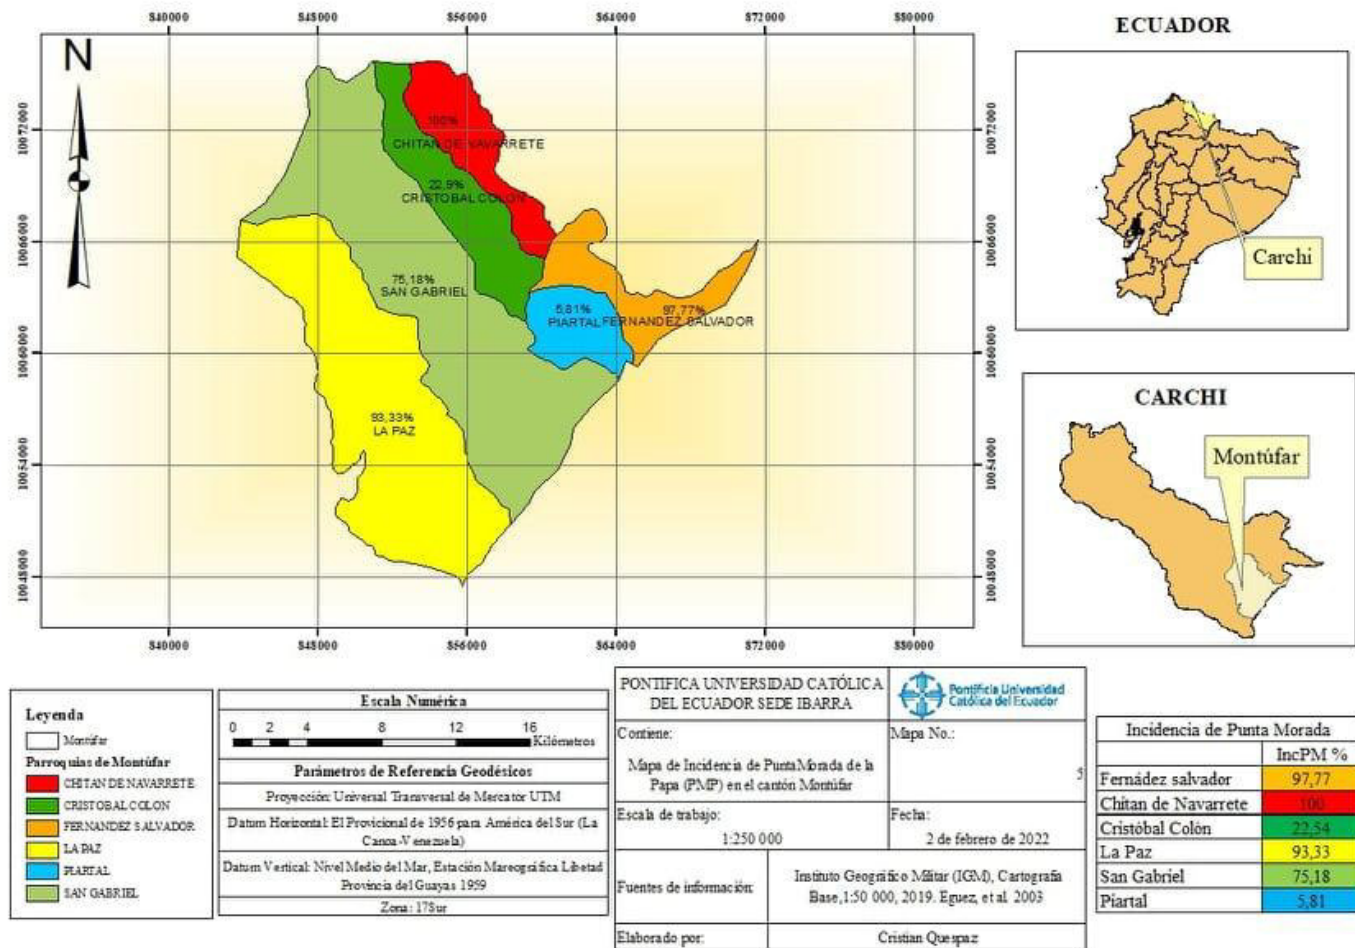 840000 848000 856000 864000 872000 880000
ECUADOR
N
10072000 10072000
100%
CHITAN DE NAVARRETE
22,9%
CRISTOBAL COLON
10066000 10066000
Carchi
75,18%
SAN GABRIEL
5,81%
PIARTAL
97,77%
FERNANDEZ SALVADOR
10060000 10060000
CARCHI
93,33%
LA PAZ
Montúfar
10054000 10054000
10048000 10048000
840000 848000 856000 864000 872000 880000
Leyenda
Montúfar
Parroquias de Montúfar
CHITAN DE NAVARRETE
CRISTOBAL COLON
FERNANDEZ SALVADOR
LA PAZ
PIARTAL
SAN GABRIEL
Escala Numérica
0 2 4 8 12 16
Kilómetros
Parámetros de Referencia Geodésicos
Proyección: Universal Transversal de Mercator UTM
Datum Horizontal: El Provicional de 1956 para América del Sur (La
Canoa-Venezuela)
Datum Vertical: Nivel Medio del Mar, Estación Mareográfica Libetad
Provincia del Guayas 1959
Zona: 17Sur
PONTIFICA UNIVERSIDAD CATÓLICA
DEL ECUADOR SEDE IBARRA
Pontificia Universidad
Católica del Ecuador
Contiene:
Mapa de Incidencia de Punta Morada de la
Papa (PMP) en el cantón Montúfar
Mapa No.:
5
Escala de trabajo:
1:250 000
Fecha:
2 de febrero de 2022
Fuentes de información:
Instituto Geográfico Militar (IGM), Cartografía
Base,1:50 000, 2019. Eguez, et al. 2003
Elaborado por:
Cristian Quespaz
Incidencia de Punta Morada
IncPM %
Fernádez salvador 97,77
Chitan de Navarrete 100
Cristóbal Colón 22,54
La Paz 93,33
San Gabriel 75,18
Piartal 5,81